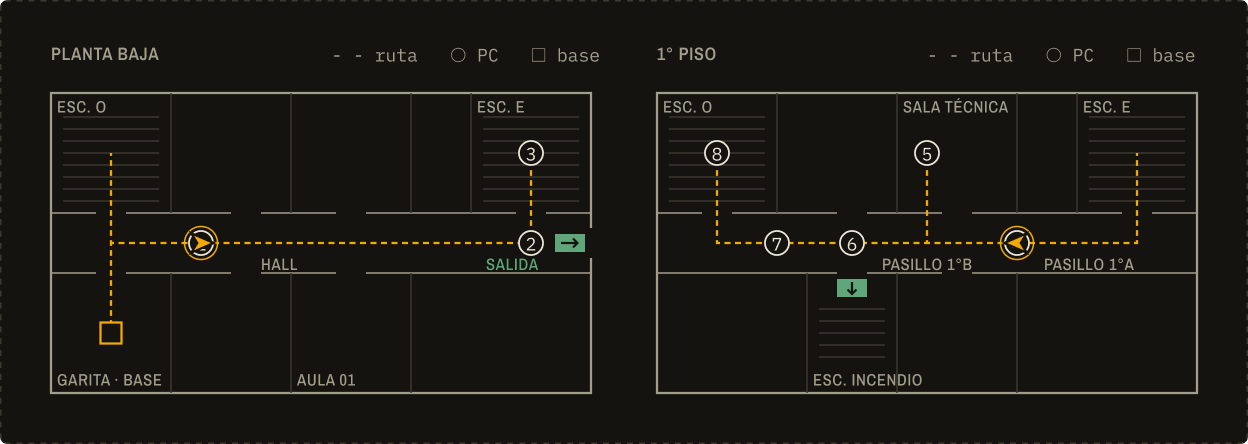 PLANTA BAJA
- - ruta
PC
base
ESC. O
ESC. E
3
2
HALL
SALIDA
GARITA · BASE
AULA 01
1° PISO
- - ruta
PC
base
ESC. O
SALA TÉCNICA
ESC. E
8
5
7
6
PASILLO 1°B
PASILLO 1°A
ESC. INCENDIO